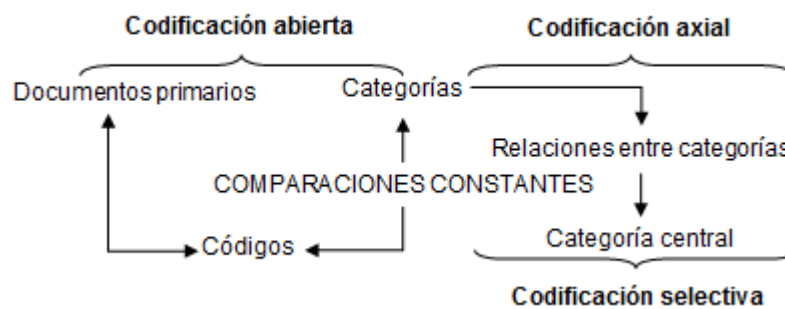 Codificación abierta
Codificación axial
Documentos primarios
Categorías
Relaciones entre categorías
COMPARACIONES CONSTANTES
Códigos
Categoría central
Codificación selectiva